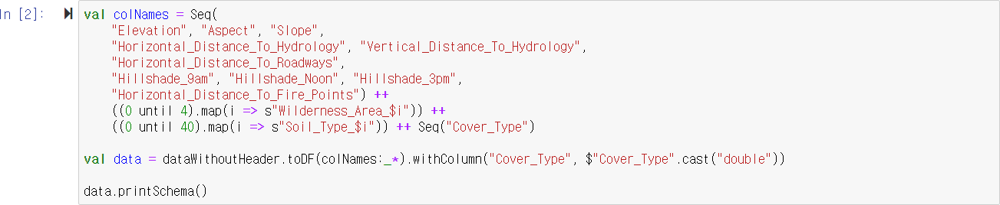 In [2]:
val colNames = Seq(
"Elevation", "Aspect", "Slope",
"Horizontal_Distance_To_Hydrology", "Vertical_Distance_To_Hydrology",
"Horizontal_Distance_To_Roadways",
"Hillshade_9am", "Hillshade_Noon", "Hillshade_3pm",
"Horizontal_Distance_To_Fire_Points") ++
((0 until 4).map(i => s"Wilderness_Area_$i")) ++
((0 until 40).map(i => s"Soil_Type_$i")) ++ Seq("Cover_Type")
val data = dataWithoutHeader.toDF(colNames:_*).withColumn("Cover_Type", $"Cover_Type".cast("double"))
data.printSchema()